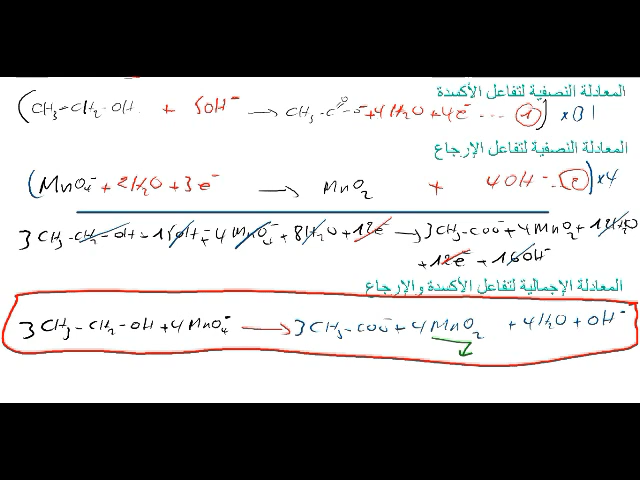 المعادلة النصفية لتفاعل الأكسدة
(CH3-CH2-OH + 5OH- → CH3-C=O-O- + 4H2O + 4e- ... ①) x3
المعادلة النصفية لتفاعل الإرجاع
(MnO4- + 2H2O + 3e- → MnO2 + 4OH- ... ②) x4
3CH3-CH2-OH + 15OH- + 4MnO4- + 8H2O + 12e- → 3CH3-COO- + 4MnO2 + 12H2O
+ 12e- + 16OH-
المعادلة الإجمالية لتفاعل الأكسدة والإرجاع
3CH3-CH2-OH + 4MnO4- → 3CH3-COO- + 4MnO2 + 4H2O + OH-